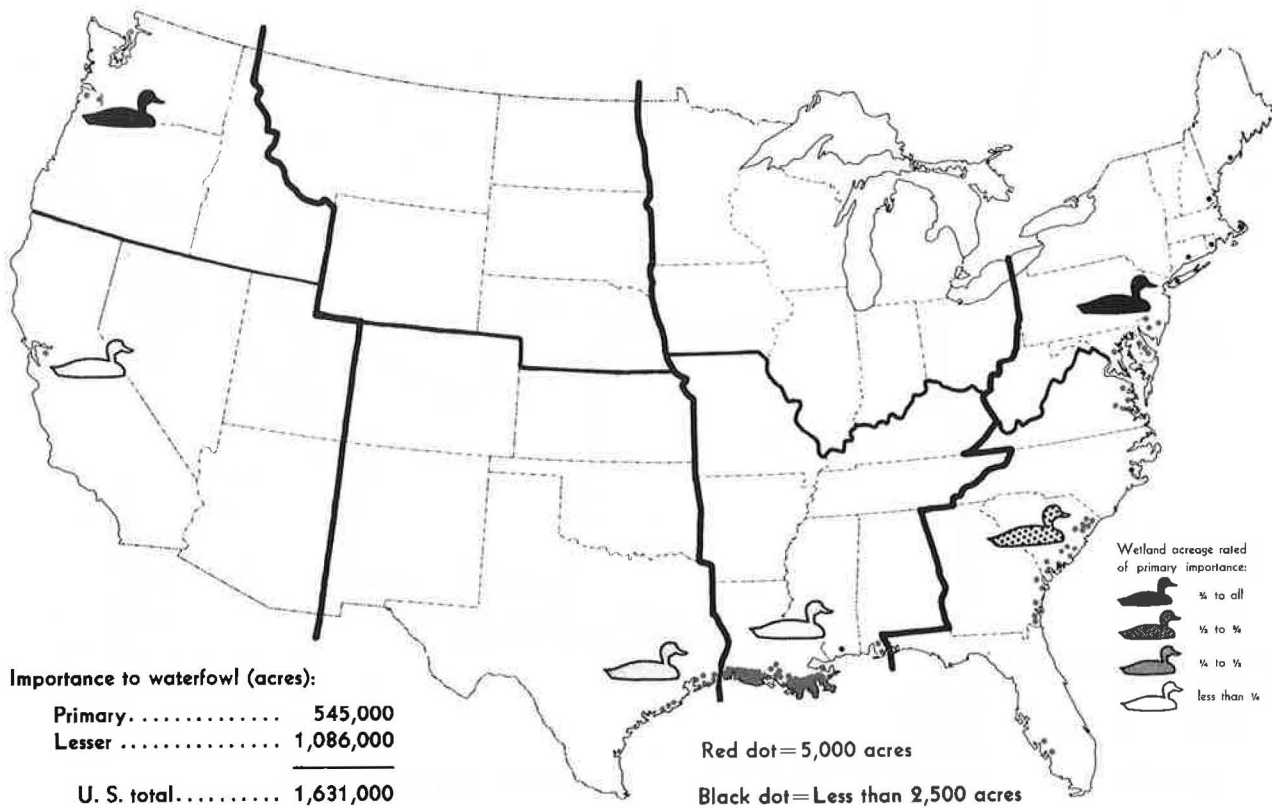 Wetland acreage rated
of primary importance:
¾ to all
½ to ¾
¼ to ½
less than ¼
Importance to waterfowl (acres):
Primary.............. 545,000
Lesser ............... 1,086,000
U. S. total.......... 1,631,000
Red dot=5,000 acres
Black dot=Less than 2,500 acres